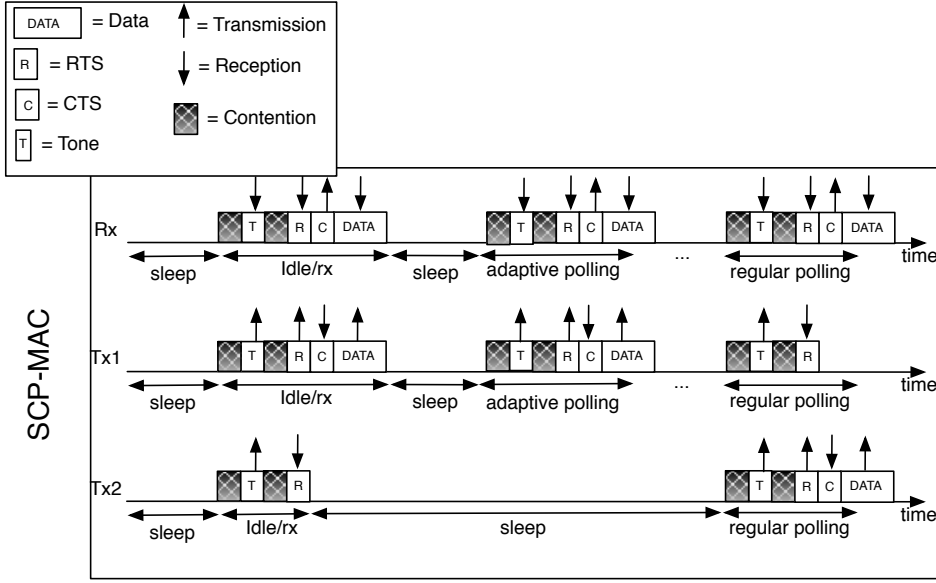 DATA = Data
= Transmission
R = RTS
= Reception
C = CTS
= Contention
T = Tone
SCP-MAC
Rx
T R C DATA
T R C DATA
T R C DATA
...
time
sleep
Idle/rx
sleep
adaptive polling
regular polling
Tx1
T R C DATA
T R C DATA
T R
...
time
sleep
Idle/rx
sleep
adaptive polling
regular polling
Tx2
T R
T R C DATA
time
sleep
Idle/rx
sleep
regular polling